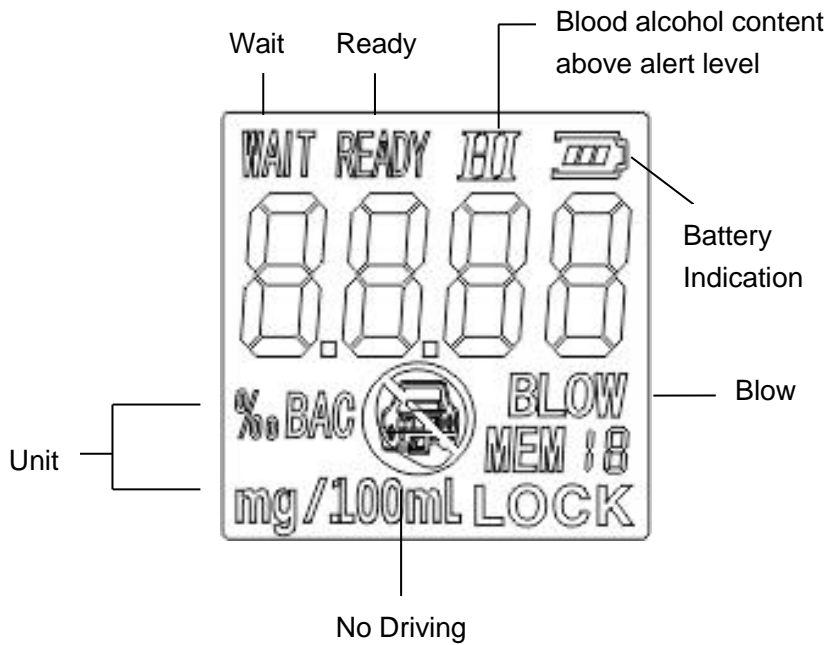 Blood alcohol content
above alert level
Wait
Ready
WAIT READY HI
8.8.88
Battery
Indication
‰BAC
BLOW
Blow
MEM 18
Unit
mg/100mL LOCK
No Driving